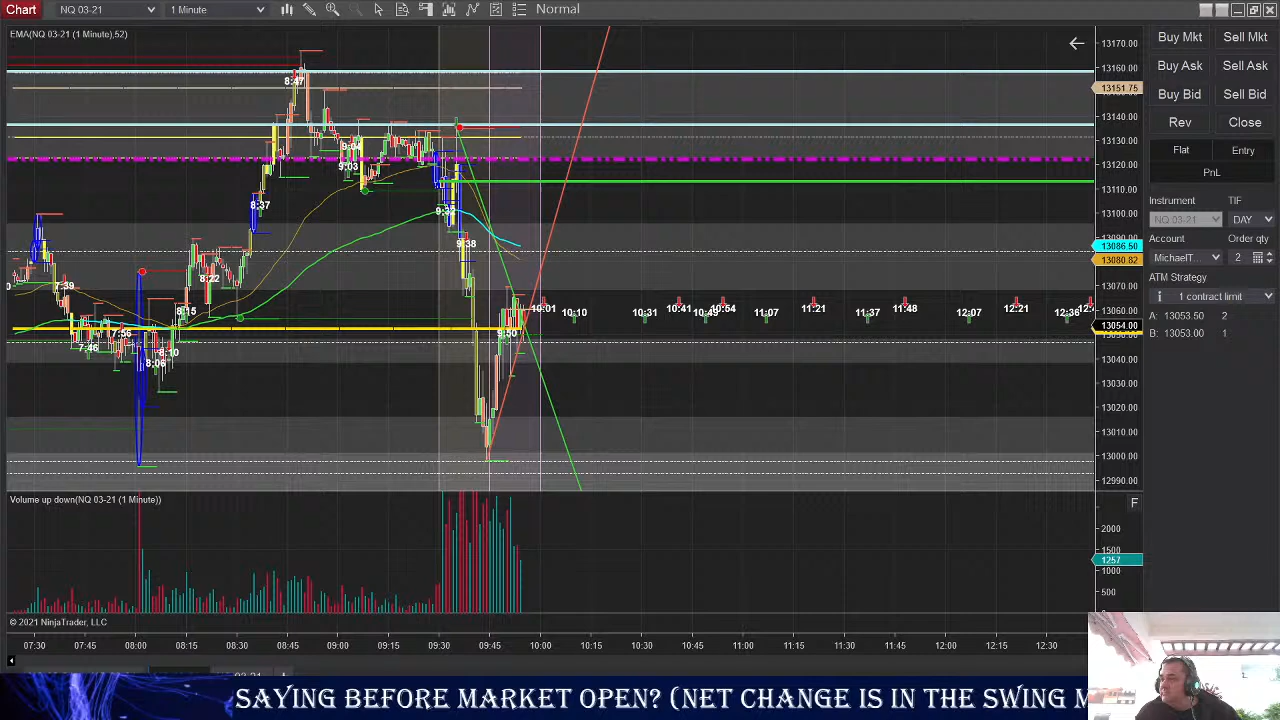 Chart NQ 03-21 1 Minute Normal
EMA(NQ 03-21 (1 Minute),52)
Buy Mkt Sell Mkt
Buy Ask Sell Ask
Buy Bid Sell Bid
Rev Close
Flat Entry
PnL
Instrument TIF
NQ 03-21 DAY
Account Order qty
MichaelT... 2
ATM Strategy
1 contract limit
A: 13053.50 2
B: 13053.00 1
13170.00
13160.00
13151.75
13140.00
13130.00
13120.00
13110.00
13100.00
13086.50
13080.82
13070.00
13060.00
13054.00
13040.00
13030.00
13020.00
13010.00
13000.00
12990.00
8:47
9:04
9:03
8:37
9:32
9:38
7:39
8:22
8:15
7:56
7:46
8:10
8:06
9:50
10:01 10:10 10:31 10:41 10:54 11:07 11:21 11:37 11:48 12:07 12:21 12:36
Volume up down(NQ 03-21 (1 Minute))
F
2000
1500
1257
1000
500
© 2021 NinjaTrader, LLC
07:30 07:45 08:00 08:15 08:30 08:45 09:00 09:15 09:30 09:45 10:00 10:15 10:30 10:45 11:00 11:15 11:30 11:45 12:00 12:15 12:30
SAYING BEFORE MARKET OPEN? (NET CHANGE IS IN THE SWING M